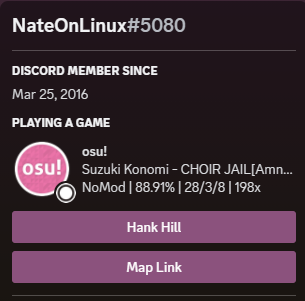 NateOnLinux#5080
DISCORD MEMBER SINCE
Mar 25, 2016
PLAYING A GAME
osu!
osu!
Suzuki Konomi - CHOIR JAIL[Amn...
NoMod | 88.91% | 28/3/8 | 198x
Hank Hill
Map Link